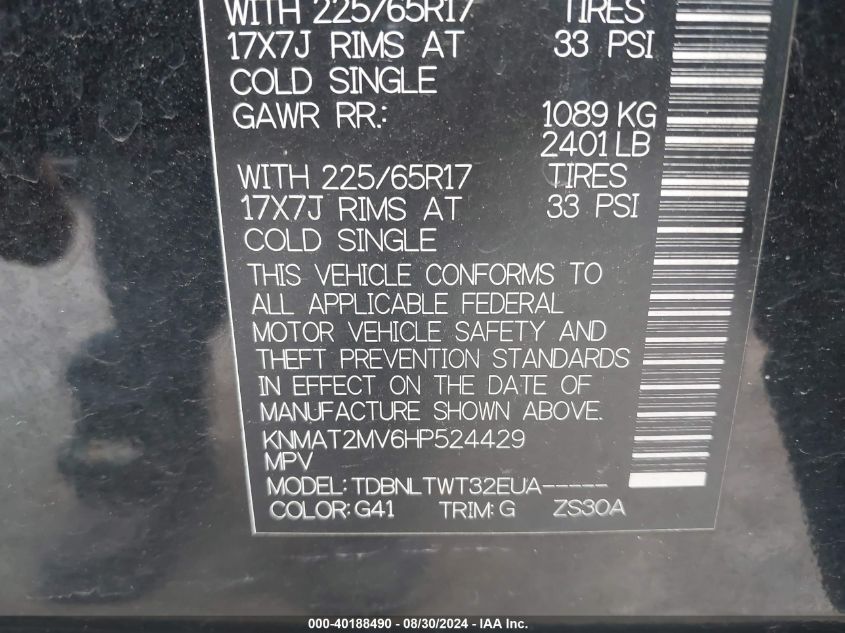 WITH 225/65R17 TIRES
17X7J RIMS AT 33 PSI
COLD SINGLE
GAWR RR.: 1089 KG
2401 LB
WITH 225/65R17 TIRES
17X7J RIMS AT 33 PSI
COLD SINGLE
THIS VEHICLE CONFORMS TO
ALL APPLICABLE FEDERAL
MOTOR VEHICLE SAFETY AND
THEFT PREVENTION STANDARDS
IN EFFECT ON THE DATE OF
MANUFACTURE SHOWN ABOVE.
KNMAT2MV6HP524429
MPV
MODEL: TDBNLTWT32EUA-----
COLOR: G41 TRIM: G ZS30A
000-40188490 - 08/30/2024 - IAA Inc.